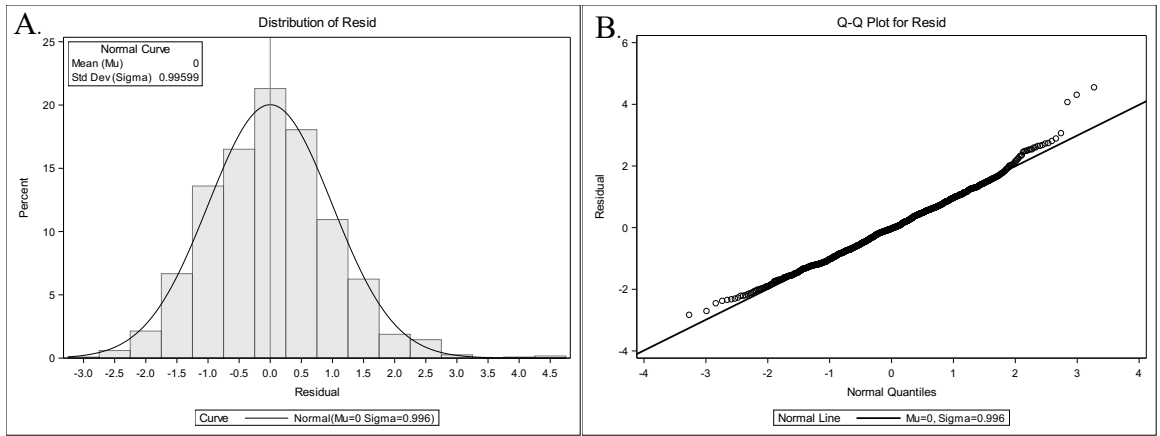 A.
Distribution of Resid
Percent
25
20
15
10
5
0
Normal Curve
Mean (Mu) 0
Std Dev (Sigma) 0.99599
-3.0 -2.5 -2.0 -1.5 -1.0 -0.5 0.0 0.5 1.0 1.5 2.0 2.5 3.0 3.5 4.0 4.5
Residual
Curve Normal(Mu=0 Sigma=0.996)
B.
Q-Q Plot for Resid
Residual
6
4
2
0
-2
-4
-4 -3 -2 -1 0 1 2 3 4
Normal Quantiles
Normal Line Mu=0, Sigma=0.996